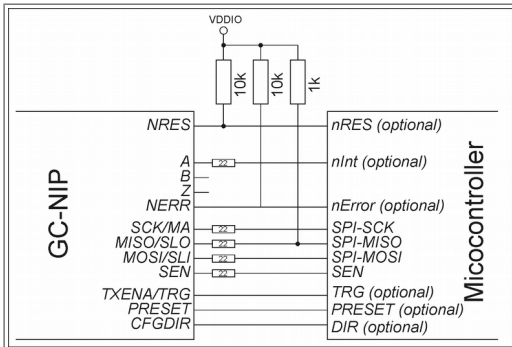 VDDIO
10k
10k
1k
NRES
nRES (optional)
A
22
nInt (optional)
B
Z
NERR
nError (optional)
SCK/MA
22
SPI-SCK
MISO/SLO
22
SPI-MISO
MOSI/SLI
22
SPI-MOSI
SEN
22
SEN
TXENA/TRG
TRG (optional)
PRESET
PRESET (optional)
CFGDIR
DIR (optional)
GC-NIP
Micocontroller